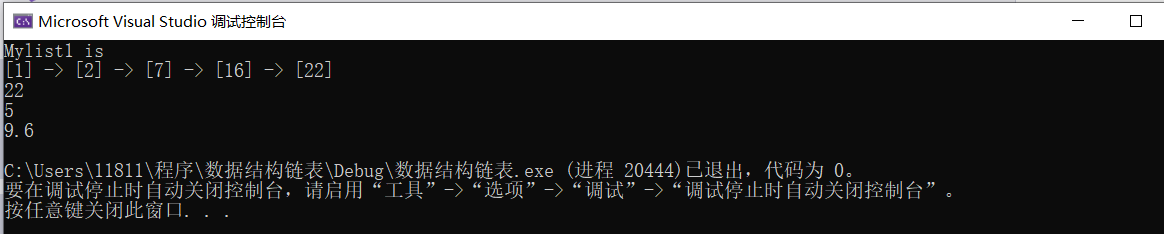 Microsoft Visual Studio 调试控制台
Mylist1 is
[1] -> [2] -> [7] -> [16] -> [22]
22
5
9.6
C:\Users\11811\程序\数据结构链表\Debug\数据结构链表.exe (进程 20444)已退出，代码为 0。
要在调试停止时自动关闭控制台，请启用“工具”->“选项”->“调试”->“调试停止时自动关闭控制台”。
按任意键关闭此窗口. . .